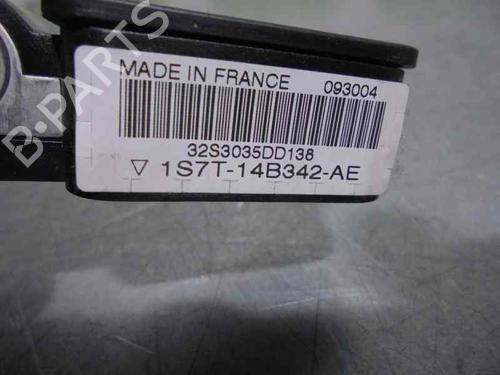 MADE IN FRANCE 093004
32S3035DD138
▽ 1S7T-14B342-AE
B-PARTS